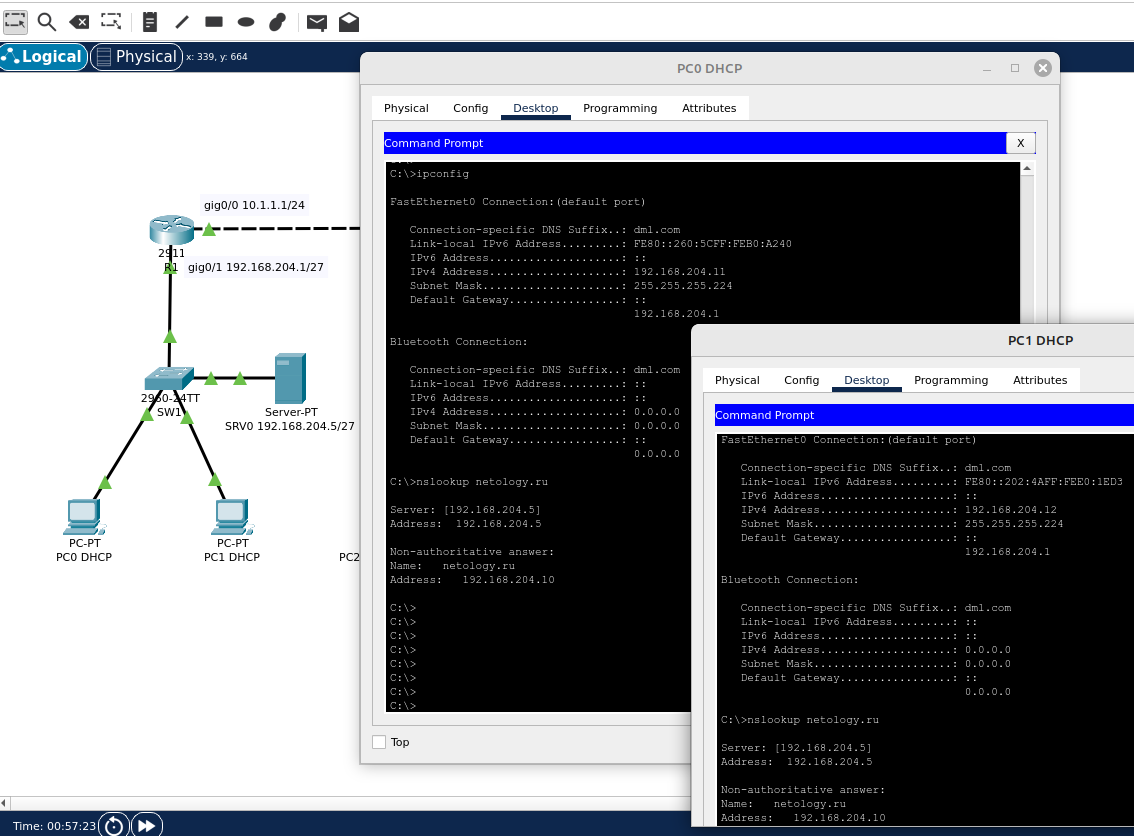 Logical
Physical
x: 339, y: 664
gig0/0 10.1.1.1/24
2911
R1
gig0/1 192.168.204.1/27
2960-24TT
SW1
Server-PT
SRV0 192.168.204.5/27
PC-PT
PC0 DHCP
PC-PT
PC1 DHCP
PC2
Time: 00:57:23
PC0 DHCP
Physical Config Desktop Programming Attributes
Command Prompt
X
C:\>ipconfig
FastEthernet0 Connection:(default port)
Connection-specific DNS Suffix..: dml.com
Link-local IPv6 Address.........: FE80::260:5CFF:FEB0:A240
IPv6 Address....................: ::
IPv4 Address....................: 192.168.204.11
Subnet Mask.....................: 255.255.255.224
Default Gateway.................: ::
192.168.204.1
Bluetooth Connection:
Connection-specific DNS Suffix..: dml.com
Link-local IPv6 Address.........: ::
IPv6 Address....................: ::
IPv4 Address....................: 0.0.0.0
Subnet Mask.....................: 0.0.0.0
Default Gateway.................: ::
0.0.0.0
C:\>nslookup netology.ru
Server: [192.168.204.5]
Address:  192.168.204.5
Non-authoritative answer:
Name:   netology.ru
Address:   192.168.204.10
C:\>
C:\>
C:\>
C:\>
C:\>
C:\>
C:\>
C:\>
Top
PC1 DHCP
Physical Config Desktop Programming Attributes
Command Prompt
FastEthernet0 Connection:(default port)
Connection-specific DNS Suffix..: dml.com
Link-local IPv6 Address.........: FE80::202:4AFF:FEE0:1ED3
IPv6 Address....................: ::
IPv4 Address....................: 192.168.204.12
Subnet Mask.....................: 255.255.255.224
Default Gateway.................: ::
192.168.204.1
Bluetooth Connection:
Connection-specific DNS Suffix..: dml.com
Link-local IPv6 Address.........: ::
IPv6 Address....................: ::
IPv4 Address....................: 0.0.0.0
Subnet Mask.....................: 0.0.0.0
Default Gateway.................: ::
0.0.0.0
C:\>nslookup netology.ru
Server: [192.168.204.5]
Address:  192.168.204.5
Non-authoritative answer:
Name:   netology.ru
Address:   192.168.204.10